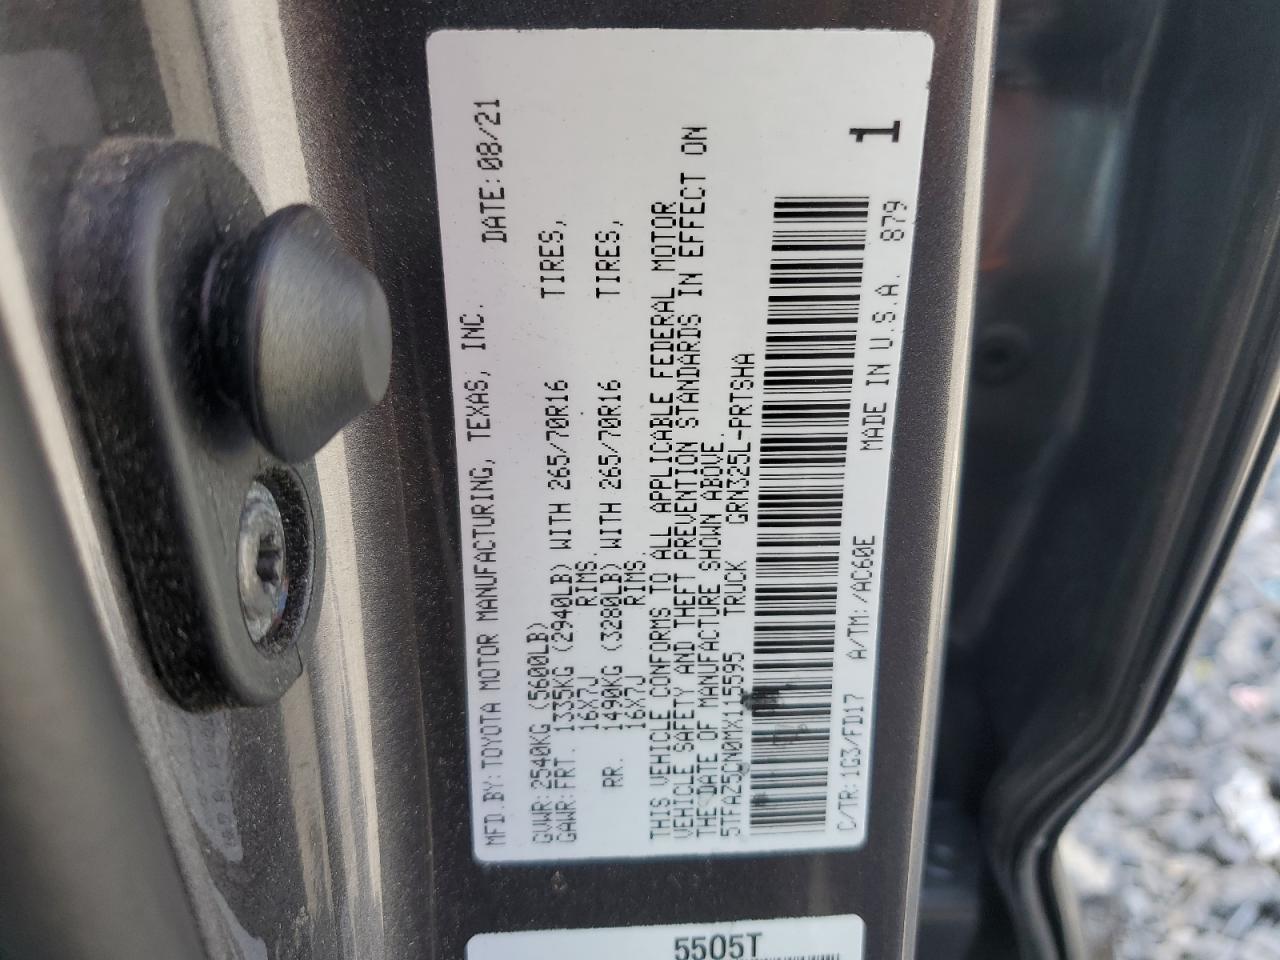 MFD.BY:TOYOTA MOTOR MANUFACTURING, TEXAS, INC. DATE:08/21
GVWR:2540KG (5600LB)
GAWR:FRT. 1335KG (2940LB) WITH 265/70R16 TIRES,
16X7J RIMS,
RR. 1490KG (3280LB) WITH 265/70R16 TIRES,
16X7J RIMS.
THIS VEHICLE CONFORMS TO ALL APPLICABLE FEDERAL MOTOR
VEHICLE SAFETY AND THEFT PREVENTION STANDARDS IN EFFECT ON
THE DATE OF MANUFACTURE SHOWN ABOVE.
5TFAZ5CN0MX115595 TRUCK GRN325L-PRTSHA
C/TR:1G3/FD17 A/TM:/AC60E MADE IN U.S.A. 879
1
5505T